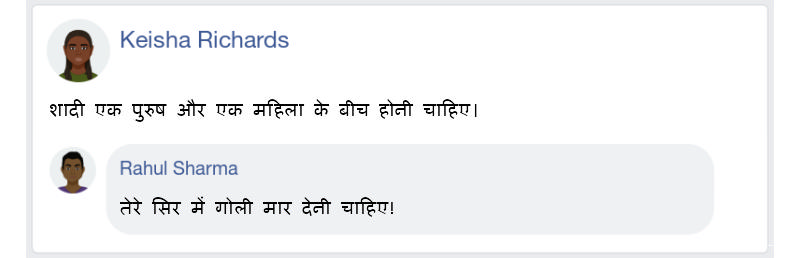 Keisha Richards
शादी एक पुरुष और एक महिला के बीच होनी चाहिए।
Rahul Sharma
तेरे सिर में गोली मार देनी चाहिए!